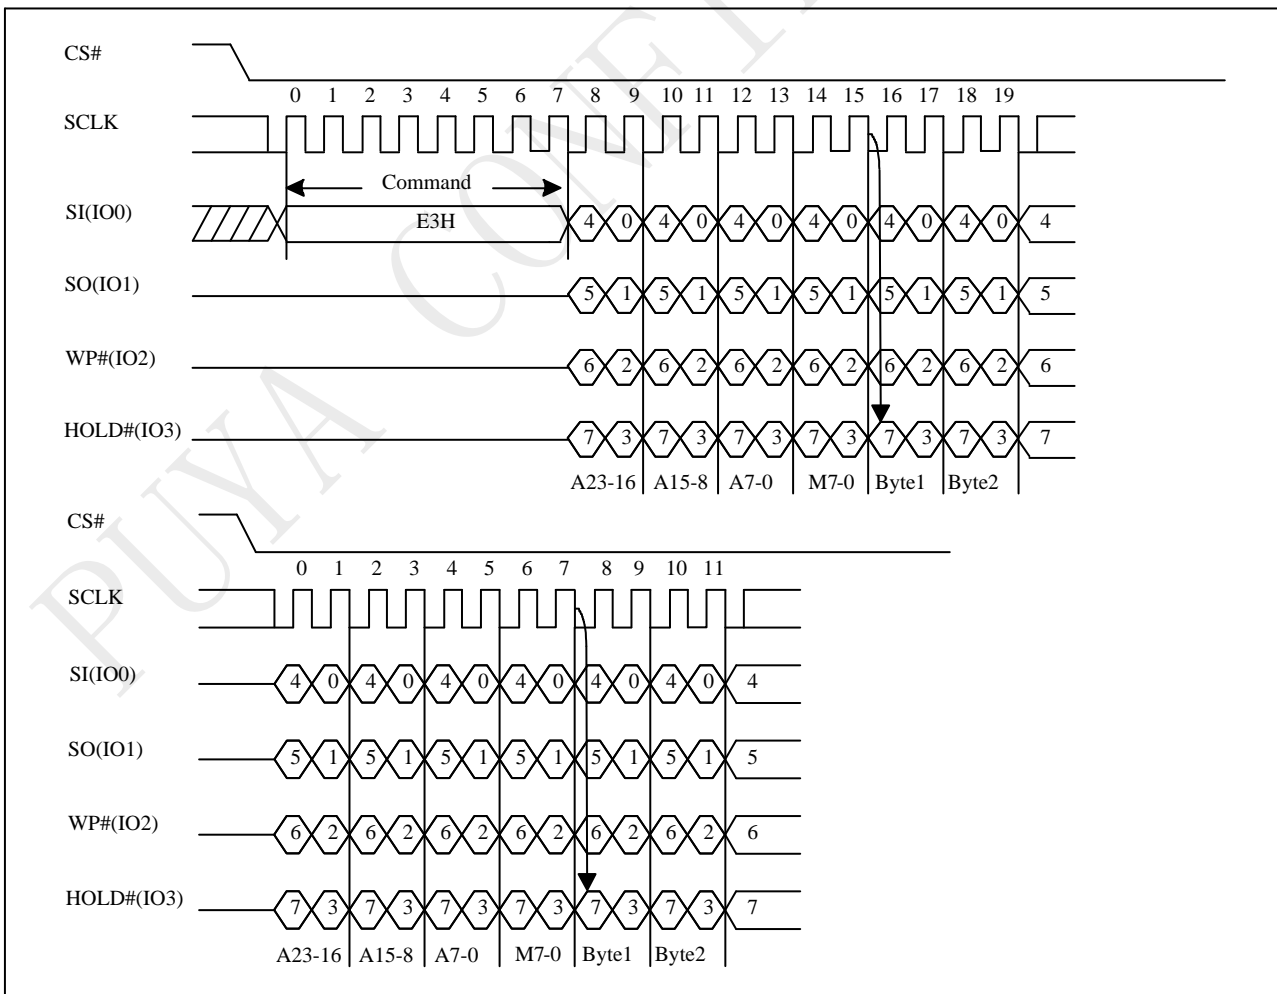 PUYA CONFI
CS#
0 1 2 3 4 5 6 7 8 9 10 11 12 13 14 15 16 17 18 19
SCLK
Command
SI(IO0) E3H 4 0 4 0 4 0 4 0 4 0 4 0 4
SO(IO1) 5 1 5 1 5 1 5 1 5 1 5 1 5
WP#(IO2) 6 2 6 2 6 2 6 2 6 2 6 2 6
HOLD#(IO3) 7 3 7 3 7 3 7 3 7 3 7 3 7
A23-16 A15-8 A7-0 M7-0 Byte1 Byte2
CS#
0 1 2 3 4 5 6 7 8 9 10 11
SCLK
SI(IO0) 4 0 4 0 4 0 4 0 4 0 4 0 4
SO(IO1) 5 1 5 1 5 1 5 1 5 1 5 1 5
WP#(IO2) 6 2 6 2 6 2 6 2 6 2 6 2 6
HOLD#(IO3) 7 3 7 3 7 3 7 3 7 3 7 3 7
A23-16 A15-8 A7-0 M7-0 Byte1 Byte2